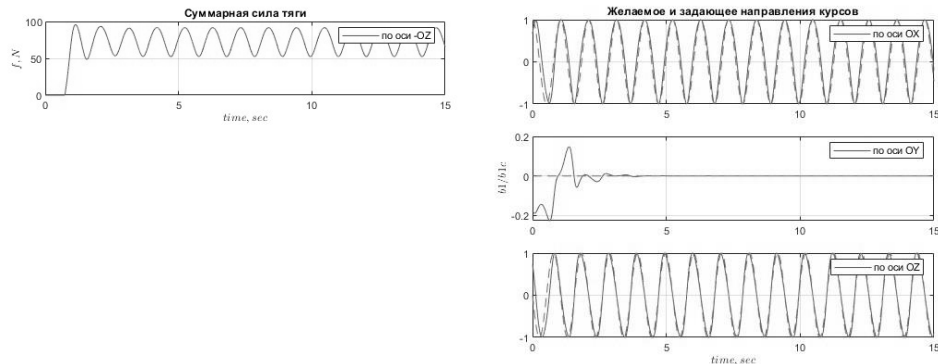 Суммарная сила тяги
100
50
0
f, N
по оси -OZ
0
5
10
15
time, sec
Желаемое и задающее направления курсов
1
0
-1
по оси OX
0
5
10
15
0.2
0
-0.2
b1/b1c
по оси OY
0
5
10
15
1
0
-1
по оси OZ
0
5
10
15
time, sec